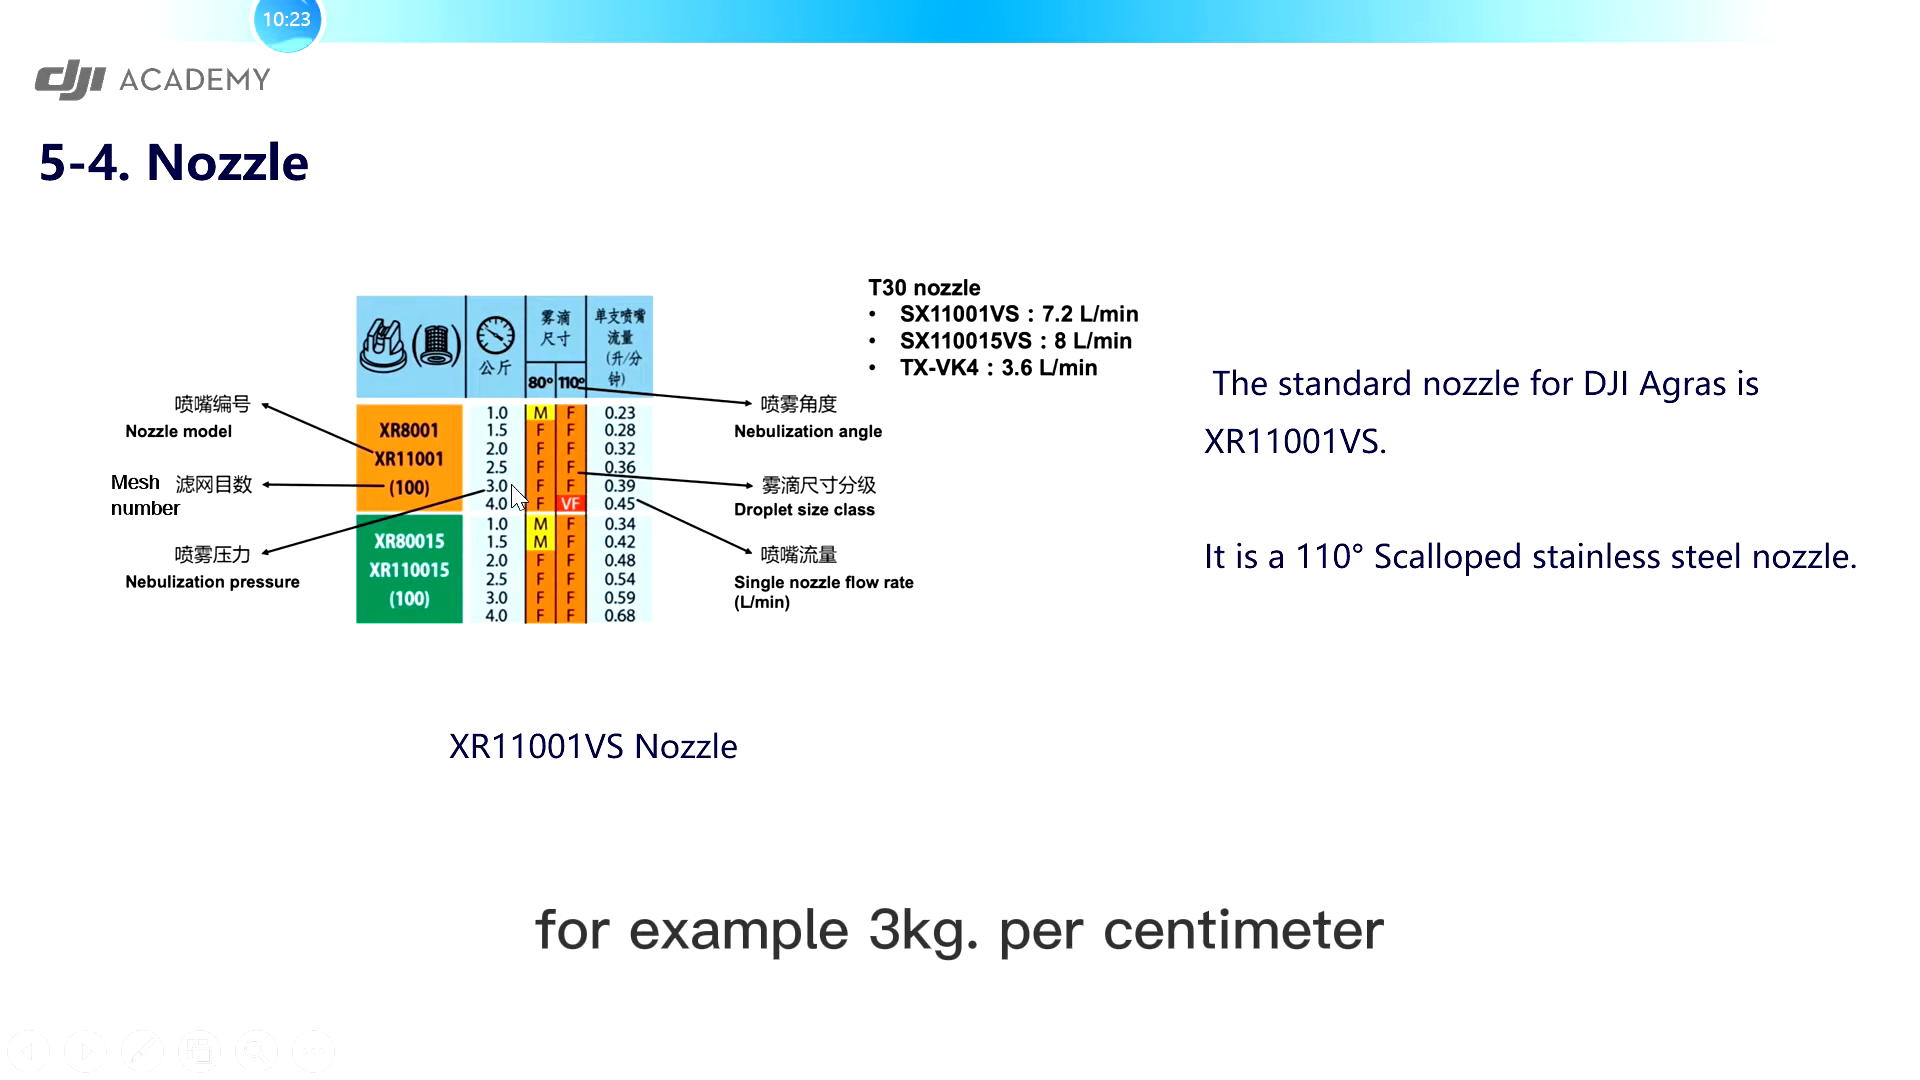 10:23
dji ACADEMY
5-4. Nozzle
T30 nozzle
• SX11001VS：7.2 L/min
• SX110015VS：8 L/min
• TX-VK4：3.6 L/min
公斤
雾滴
尺寸
80° 110°
单支喷嘴
流量
(升/分
钟)
喷嘴编号
Nozzle model
Mesh 滤网目数
number
喷雾压力
Nebulization pressure
XR8001
XR11001
(100)
1.0 M F 0.23
1.5 F F 0.28
2.0 F F 0.32
2.5 F F 0.36
3.0 F F 0.39
4.0 F VF 0.45
XR80015
XR110015
(100)
1.0 M F 0.34
1.5 M F 0.42
2.0 F F 0.48
2.5 F F 0.54
3.0 F F 0.59
4.0 F F 0.68
喷雾角度
Nebulization angle
雾滴尺寸分级
Droplet size class
喷嘴流量
Single nozzle flow rate
(L/min)
The standard nozzle for DJI Agras is
XR11001VS.
It is a 110° Scalloped stainless steel nozzle.
XR11001VS Nozzle
for example 3kg. per centimeter